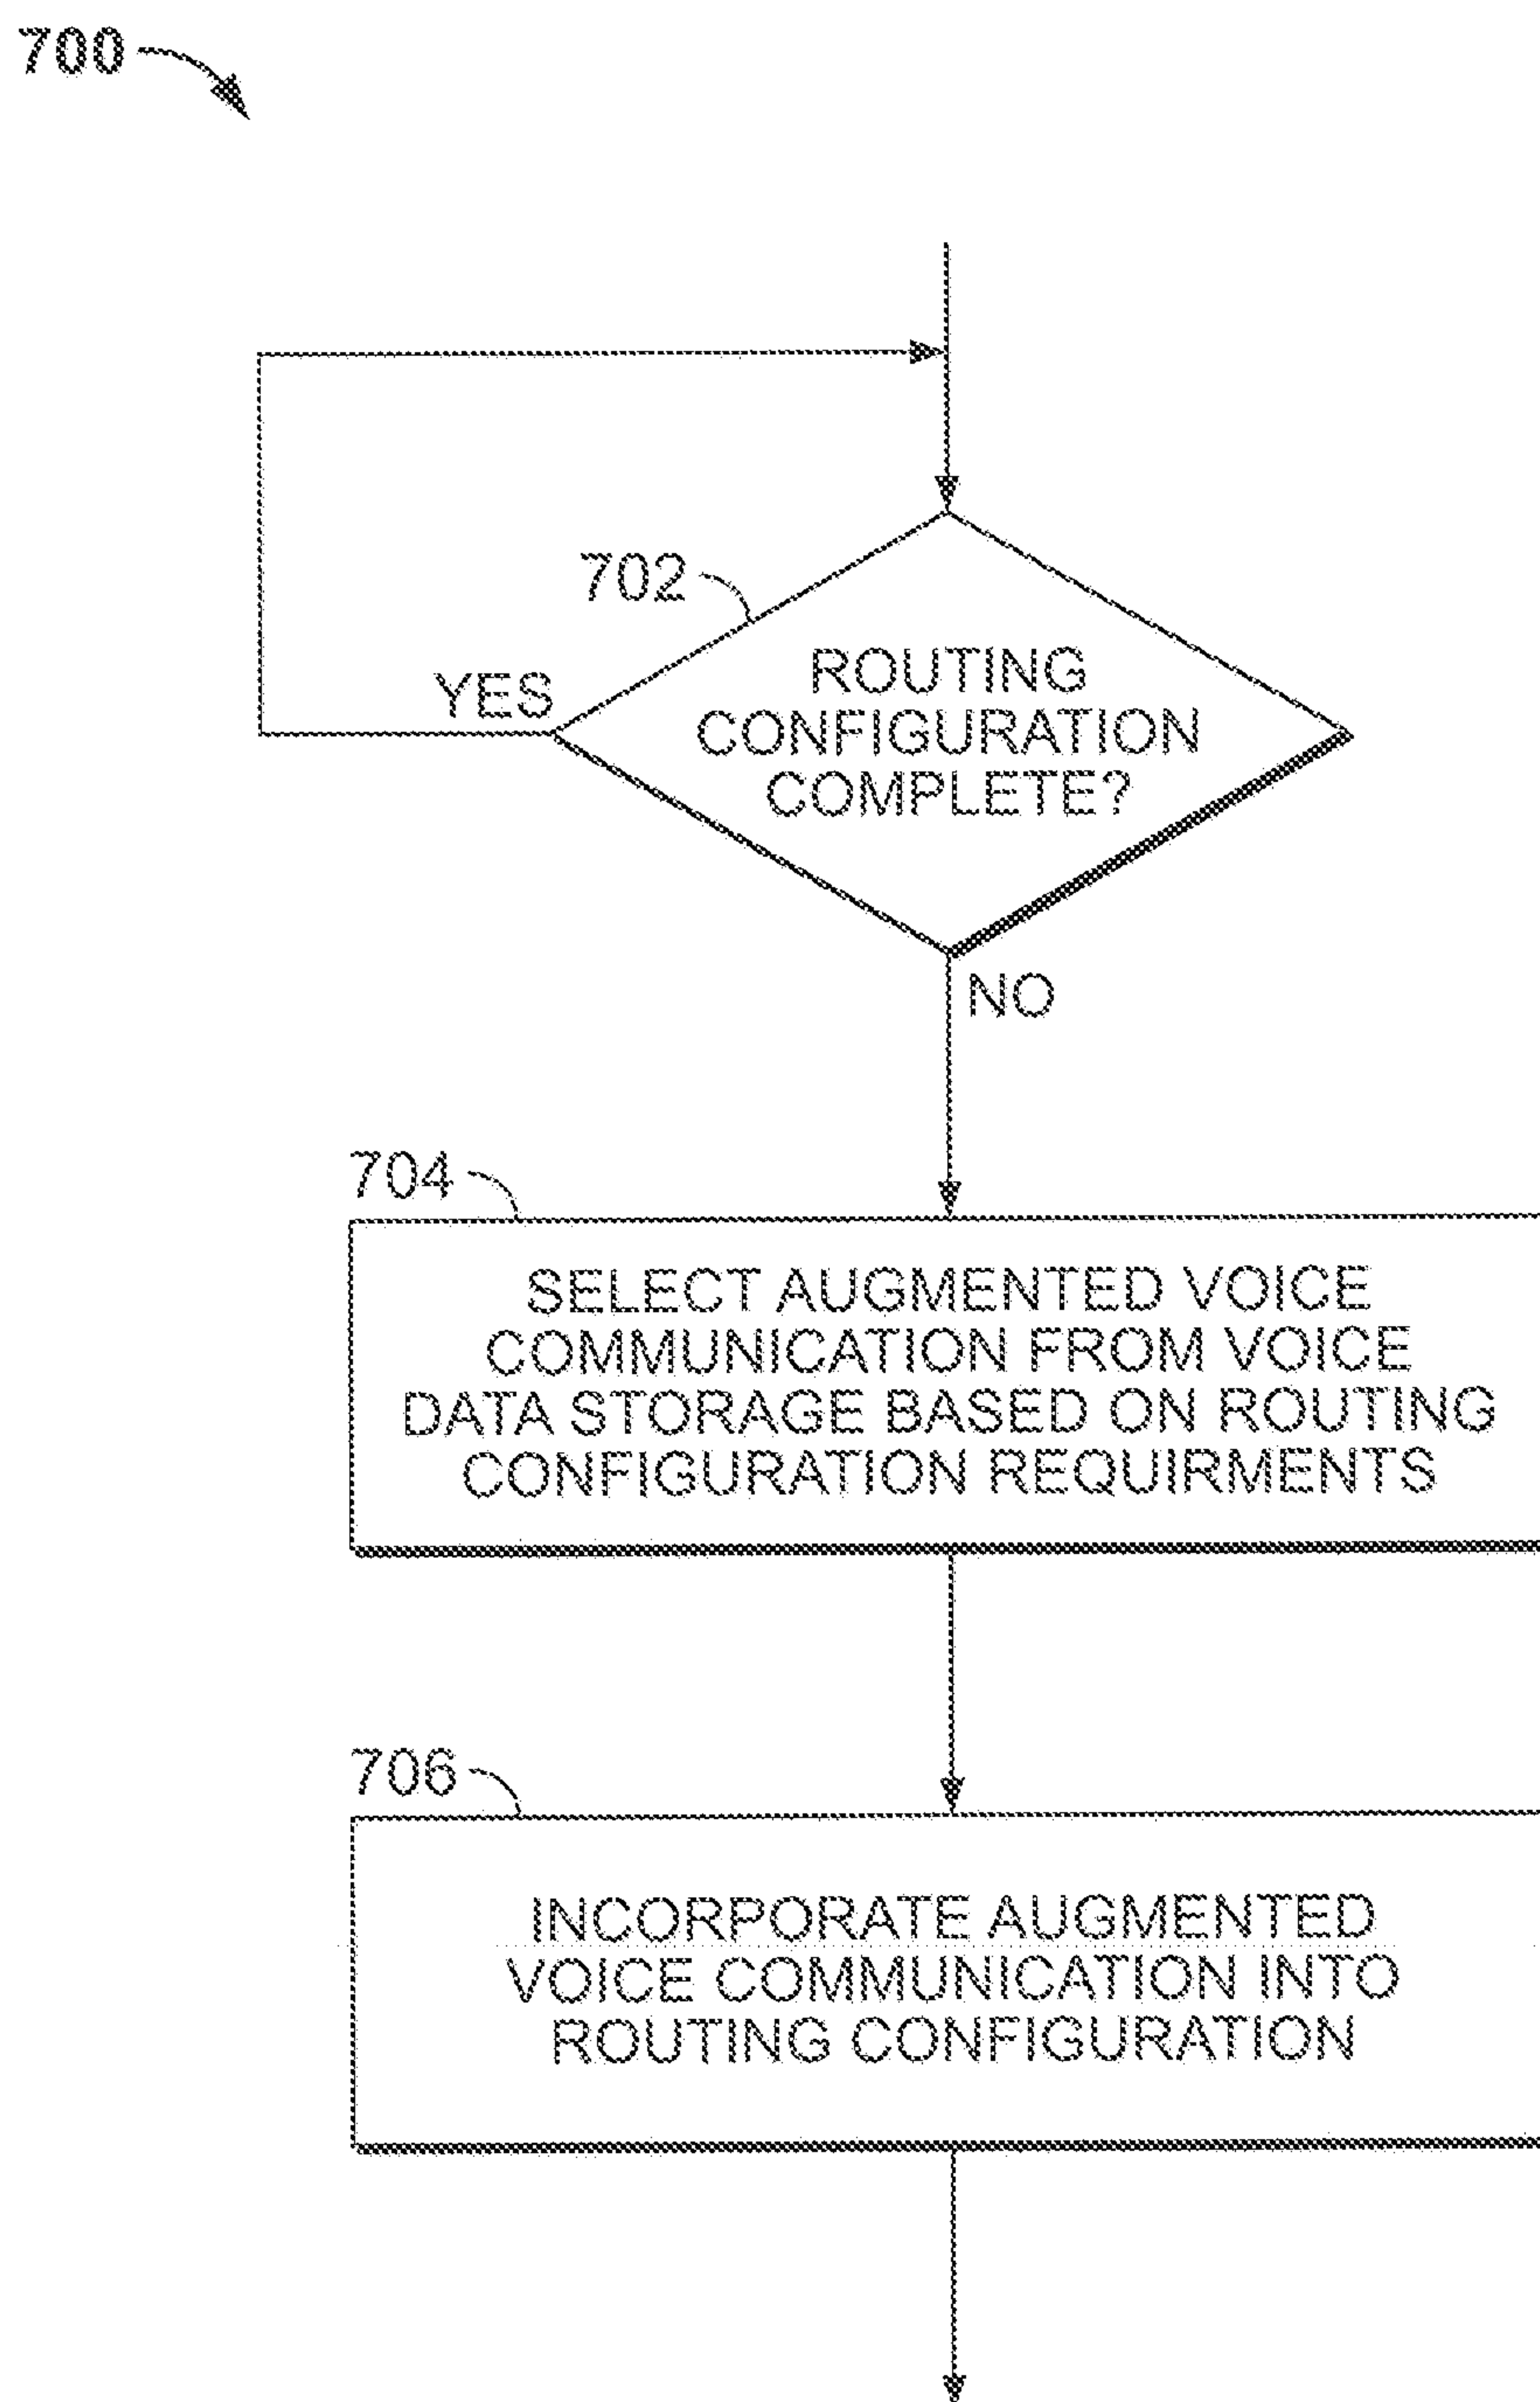 700
702
ROUTING
CONFIGURATION
COMPLETE?
YES
NO
704
SELECT AUGMENTED VOICE
COMMUNICATION FROM VOICE
DATA STORAGE BASED ON ROUTING
CONFIGURATION REQUIRMENTS
706
INCORPORATE AUGMENTED
VOICE COMMUNICATION INTO
ROUTING CONFIGURATION